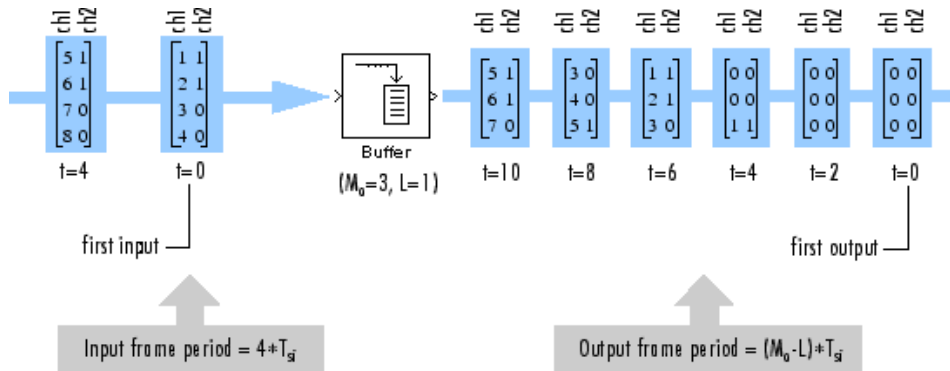 ch1 ch2 ch1 ch2 ch1 ch2 ch1 ch2 ch1 ch2 ch1 ch2 ch1 ch2 ch1 ch2
5 1 1 1 5 1 3 0 1 1 0 0 0 0 0 0
6 1 2 1 6 1 4 0 2 1 0 0 0 0 0 0
7 0 3 0 7 0 5 1 3 0 1 1 0 0 0 0
8 0 4 0
Buffer
t=4 t=0 (Mo=3, L=1) t=10 t=8 t=6 t=4 t=2 t=0
first input first output
Input frame period = 4*Tsi Output frame period = (Mo-L)*Tsi